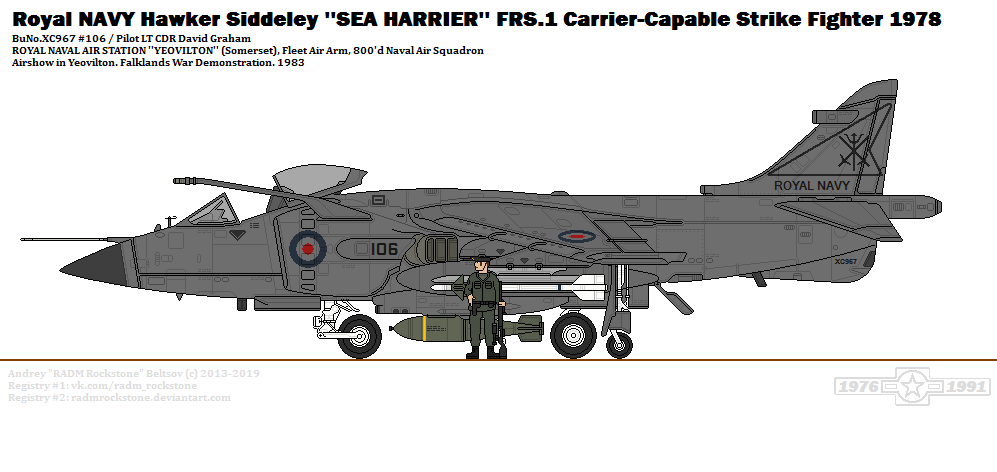 Royal NAVY Hawker Siddeley "SEA HARRIER" FRS.1 Carrier-Capable Strike Fighter 1978
BuNo.XC967 #106 / Pilot LT CDR David Graham
ROYAL NAVAL AIR STATION "YEOVILTON" (Somerset), Fleet Air Arm, 800'd Naval Air Squadron
Airshow in Yeovilton. Falklands War Demonstration. 1983
ROYAL NAVY
106
XC967
Andrey "RADM Rockstone" Beltsov (c) 2013-2019
Registry #1: vk.com/radm_rockstone
Registry #2: radmrockstone.deviantart.com
1976 1991